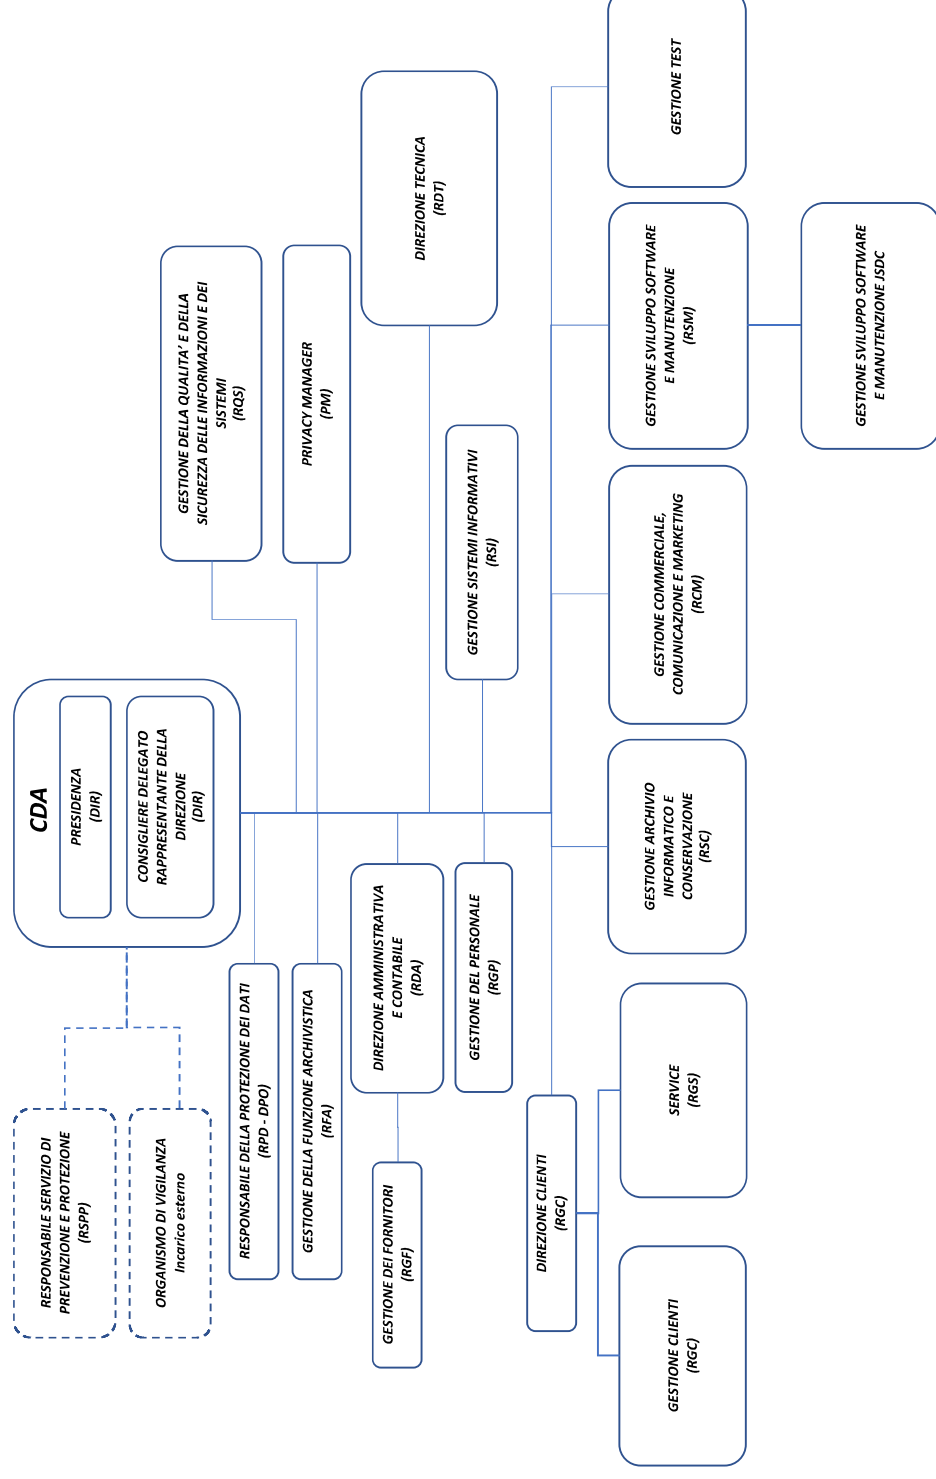 CDA
PRESIDENZA
(DIR)
CONSIGLIERE DELEGATO
RAPPRESENTANTE DELLA
DIREZIONE
(DIR)
RESPONSABILE SERVIZIO DI
PREVENZIONE E PROTEZIONE
(RSPP)
ORGANISMO DI VIGILANZA
Incarico esterno
GESTIONE DELLA QUALITA' E DELLA
SICUREZZA DELLE INFORMAZIONI E DEI
SISTEMI
(RQS)
RESPONSABILE DELLA PROTEZIONE DEI DATI
(RPD - DPO)
PRIVACY MANAGER
(PM)
GESTIONE DELLA FUNZIONE ARCHIVISTICA
(RFA)
DIREZIONE TECNICA
(RDT)
GESTIONE DEI FORNITORI
(RGF)
DIREZIONE AMMINISTRATIVA
E CONTABILE
(RDA)
GESTIONE DEL PERSONALE
(RGP)
GESTIONE SISTEMI INFORMATIVI
(RSI)
DIREZIONE CLIENTI
(RGC)
GESTIONE CLIENTI
(RGC)
SERVICE
(RGS)
GESTIONE ARCHIVIO
INFORMATICO E
CONSERVAZIONE
(RSC)
GESTIONE COMMERCIALE,
COMUNICAZIONE E MARKETING
(RCM)
GESTIONE SVILUPPO SOFTWARE
E MANUTENZIONE
(RSM)
GESTIONE TEST
GESTIONE SVILUPPO SOFTWARE
E MANUTENZIONE JSDC